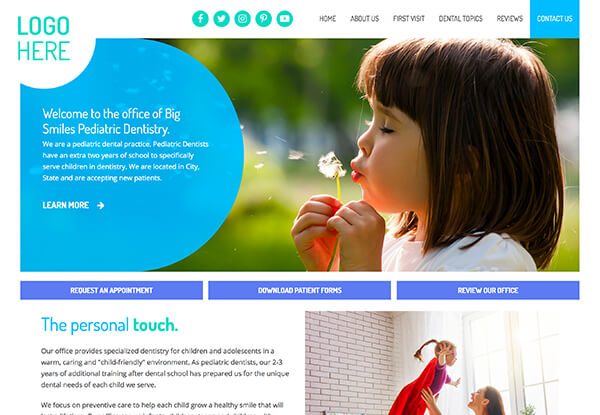 LOGO
HERE
HOME
ABOUT US
FIRST VISIT
DENTAL TOPICS
REVIEWS
CONTACT US
Welcome to the office of Big
Smiles Pediatric Dentistry.
We are a pediatric dental practice. Pediatric Dentists
have an extra two years of school to specifically
serve children in dentistry. We are located in City,
State and are accepting new patients.
LEARN MORE
REQUEST AN APPOINTMENT
DOWNLOAD PATIENT FORMS
REVIEW OUR OFFICE
The personal touch.
Our office provides specialized dentistry for children and adolescents in a
warm, caring and "child-friendly" environment. As pediatric dentists, our 2-3
years of additional training after dental school has prepared us for the unique
dental needs of each child we serve.
We focus on preventive care to help each child grow a healthy smile that will